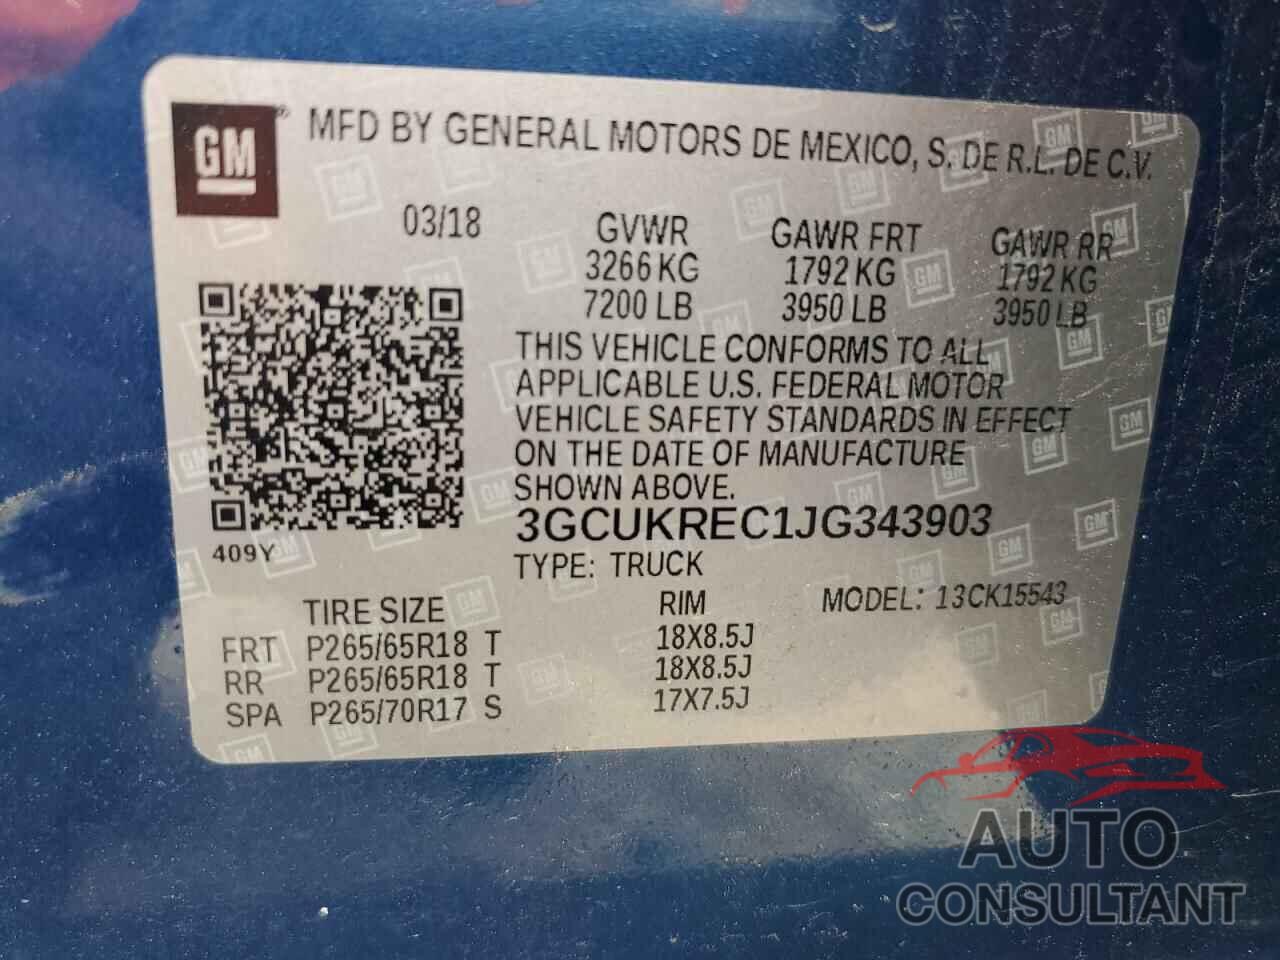 GM ® MFD BY GENERAL MOTORS DE MEXICO, S. DE R.L. DE C.V.
03/18 GVWR GAWR FRT GAWR RR
3266 KG 1792 KG 1792 KG
7200 LB 3950 LB 3950 LB
THIS VEHICLE CONFORMS TO ALL
APPLICABLE U.S. FEDERAL MOTOR
VEHICLE SAFETY STANDARDS IN EFFECT
ON THE DATE OF MANUFACTURE
SHOWN ABOVE.
3GCUKREC1JG343903
409Y
TYPE: TRUCK
TIRE SIZE RIM MODEL: 13CK15543
FRT P265/65R18 T 18X8.5J
RR P265/65R18 T 18X8.5J
SPA P265/70R17 S 17X7.5J
AUTO
CONSULTANT